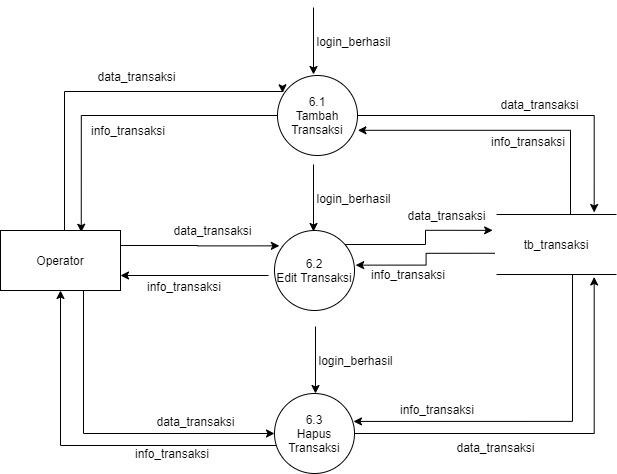 login_berhasil
data_transaksi
6.1
Tambah
Transaksi
data_transaksi
info_transaksi
info_transaksi
login_berhasil
data_transaksi
data_transaksi
Operator
6.2
Edit Transaksi
tb_transaksi
info_transaksi
info_transaksi
login_berhasil
info_transaksi
data_transaksi
6.3
Hapus
Transaksi
info_transaksi
data_transaksi